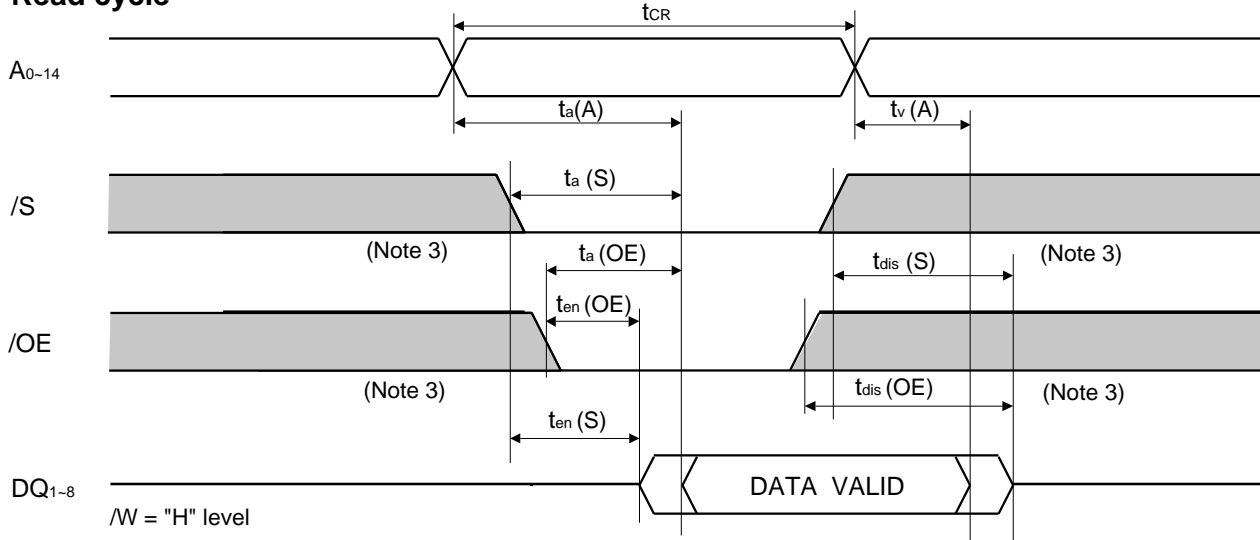 Read cycle
tCR
A0~14
ta(A)
tv (A)
ta (S)
/S
(Note 3)
(Note 3)
ta (OE)
tdis (S)
ten (OE)
/OE
(Note 3)
(Note 3)
tdis (OE)
ten (S)
DQ1~8
DATA VALID
/W = "H" level